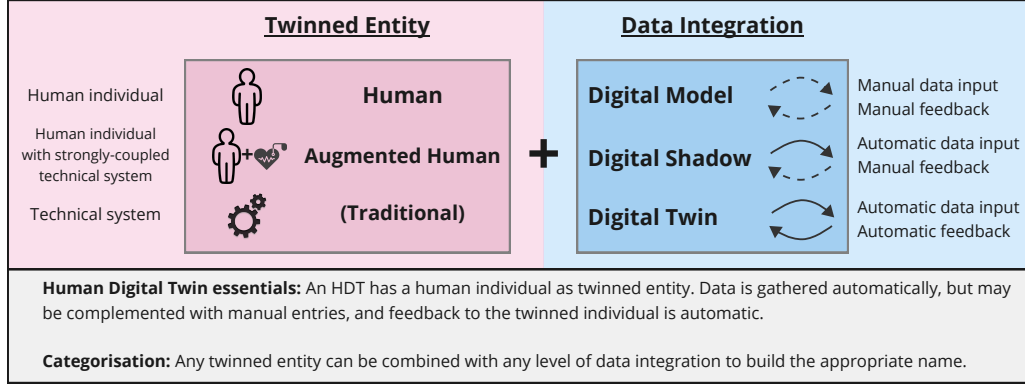 Twinned Entity
Data Integration
Human individual
Human
Human individual
with strongly-coupled
technical system
+
Augmented Human
Technical system
(Traditional)
+
Digital Model
Manual data input
Manual feedback
Digital Shadow
Automatic data input
Manual feedback
Digital Twin
Automatic data input
Automatic feedback
Human Digital Twin essentials: An HDT has a human individual as twinned entity. Data is gathered automatically, but may
be complemented with manual entries, and feedback to the twinned individual is automatic.
Categorisation: Any twinned entity can be combined with any level of data integration to build the appropriate name.